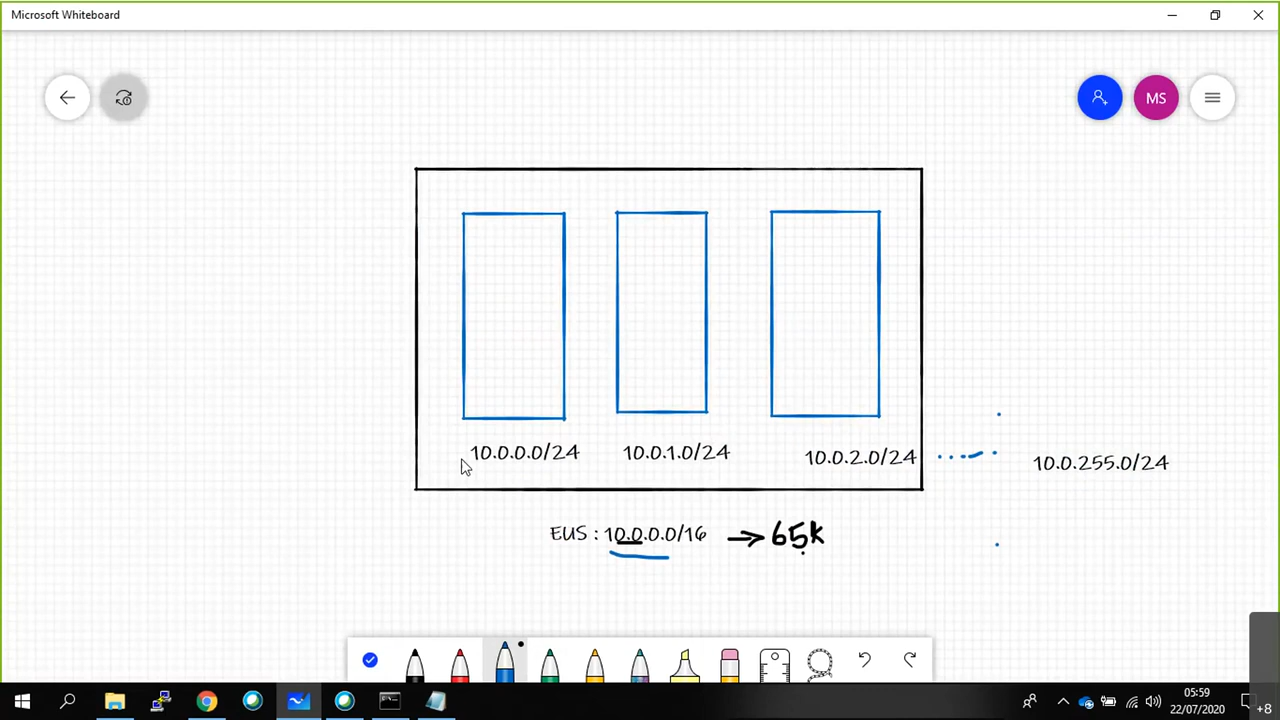 Microsoft Whiteboard
MS
10.0.0.0/24 10.0.1.0/24 10.0.2.0/24 10.0.255.0/24
EUS : 10.0.0.0/16 → 65K
05:59
22/07/2020
+8